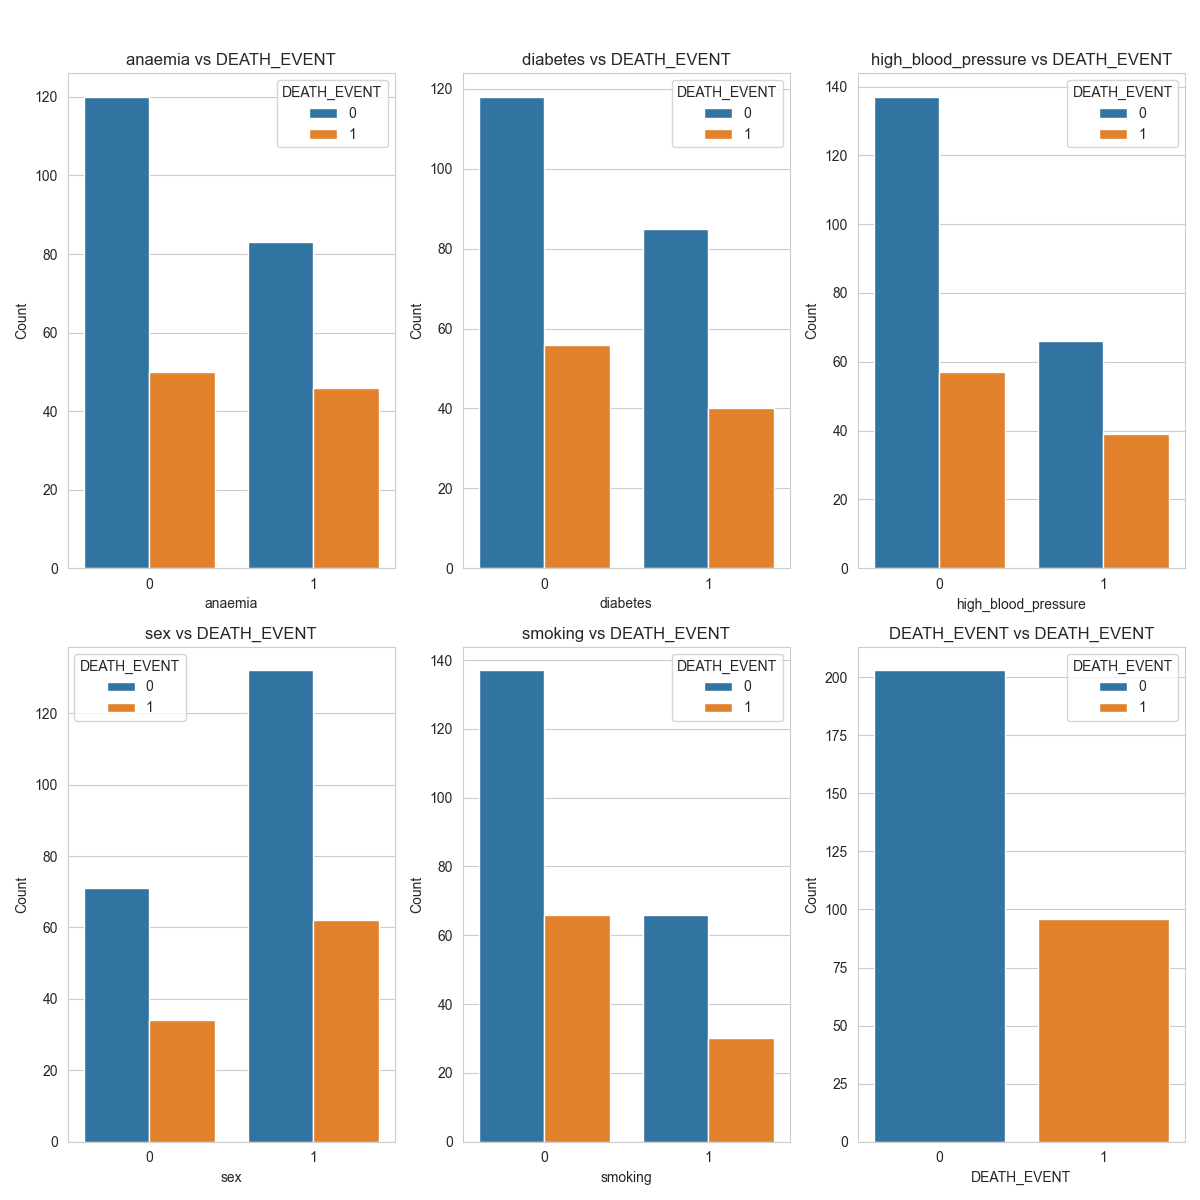 anaemia vs DEATH_EVENT
120
100
80
60
40
20
0
Count
DEATH_EVENT
0
1
0
1
anaemia
diabetes vs DEATH_EVENT
120
100
80
60
40
20
0
Count
DEATH_EVENT
0
1
0
1
diabetes
high_blood_pressure vs DEATH_EVENT
140
120
100
80
60
40
20
0
Count
DEATH_EVENT
0
1
0
1
high_blood_pressure
sex vs DEATH_EVENT
120
100
80
60
40
20
0
Count
DEATH_EVENT
0
1
0
1
sex
smoking vs DEATH_EVENT
140
120
100
80
60
40
20
0
Count
DEATH_EVENT
0
1
0
1
smoking
DEATH_EVENT vs DEATH_EVENT
200
175
150
125
100
75
50
25
0
Count
DEATH_EVENT
0
1
0
1
DEATH_EVENT